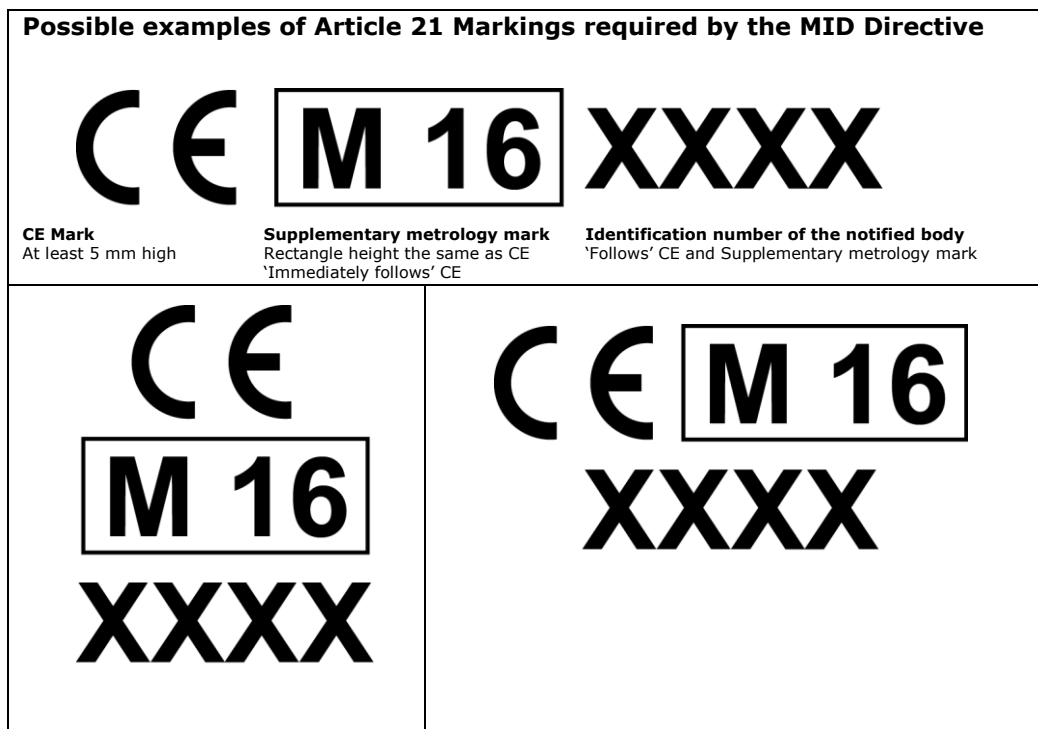 Possible examples of Article 21 Markings required by the MID Directive
CE M 16 XXXX
CE Mark
At least 5 mm high
Supplementary metrology mark
Rectangle height the same as CE
‘Immediately follows’ CE
Identification number of the notified body
‘Follows’ CE and Supplementary metrology mark
CE
M 16
XXXX
CE M 16
XXXX